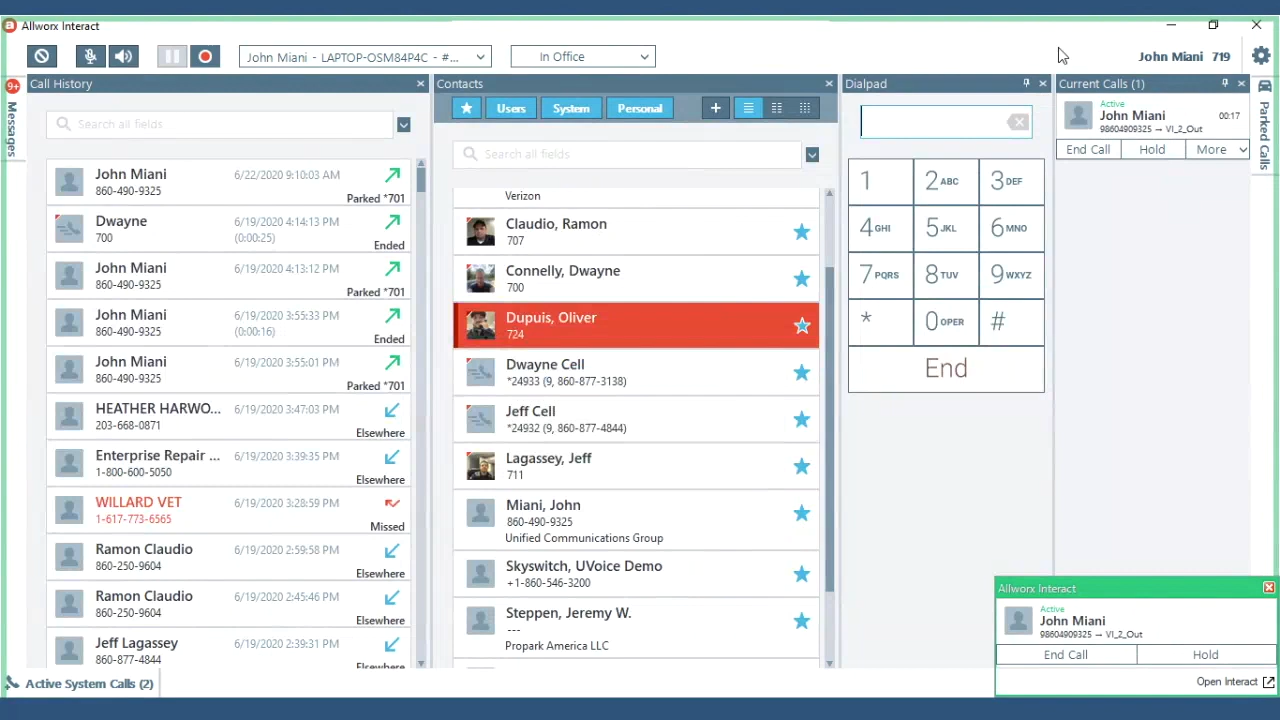 Allworx Interact
John Miani - LAPTOP-OSM84P4C - #...
In Office
John Miani 719
9+
Messages
Call History
Search all fields
John Miani
6/22/2020 9:10:03 AM
860-490-9325
Parked *701
Dwayne
6/19/2020 4:14:13 PM
700
(0:00:25)
Ended
John Miani
6/19/2020 4:13:12 PM
860-490-9325
Parked *701
John Miani
6/19/2020 3:55:33 PM
860-490-9325
(0:00:16)
Ended
John Miani
6/19/2020 3:55:01 PM
860-490-9325
Parked *701
HEATHER HARWO...
6/19/2020 3:47:03 PM
203-668-0871
Elsewhere
Enterprise Repair ...
6/19/2020 3:39:35 PM
1-800-600-5050
Elsewhere
WILLARD VET
6/19/2020 3:28:59 PM
1-617-773-6565
Missed
Ramon Claudio
6/19/2020 2:59:58 PM
860-250-9604
Elsewhere
Ramon Claudio
860-250-9604
Elsewhere
Jeff Lagassey
6/19/2020 2:39:31 PM
860-877-4844
Elsewhere
Active System Calls (2)
Contacts
Users
System
Personal
Search all fields
Verizon
Claudio, Ramon
707
Connelly, Dwayne
700
Dupuis, Oliver
724
Dwayne Cell
*24933 (9, 860-877-3138)
Jeff Cell
*24932 (9, 860-877-4844)
Lagassey, Jeff
711
Miani, John
860-490-9325
Unified Communications Group
Skyswitch, UVoice Demo
+1-860-546-3200
Steppen, Jeremy W.
---
Propark America LLC
Dialpad
1
2 ABC
3 DEF
4 GHI
5 JKL
6 MNO
7 PQRS
8 TUV
9 WXYZ
*
0 OPER
#
End
Current Calls (1)
Active
John Miani
00:17
98604909325 → VI_2_Out
End Call
Hold
More
Parked Calls
Allworx Interact
Active
John Miani
98604909325 → VI_2_Out
End Call
Hold
Open Interact